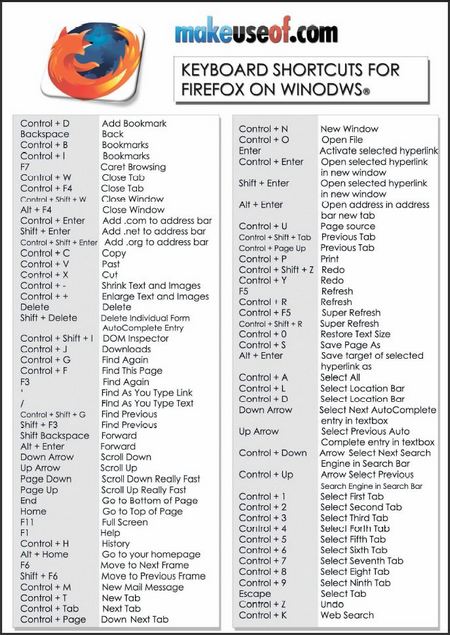 makeuseof.com
KEYBOARD SHORTCUTS FOR
FIREFOX ON WINODWS®
Control + D Add Bookmark
Backspace Back
Control + B Bookmarks
Control + I Bookmarks
F7 Caret Browsing
Control + W Close Tab
Control + F4 Close Tab
Control + Shift + W Close Window
Alt + F4 Close Window
Control + Enter Add .com to address bar
Shift + Enter Add .net to address bar
Control + Shift + Enter Add .org to address bar
Control + C Copy
Control + V Past
Control + X Cut
Control + - Shrink Text and Images
Control + + Enlarge Text and Images
Delete Delete
Shift + Delete Delete Individual Form
AutoComplete Entry
Control + Shift + I DOM Inspector
Control + J Downloads
Control + G Find Again
Control + F Find This Page
F3 Find Again
' Find As You Type Link
/ Find As You Type Text
Control + Shift + G Find Previous
Shift + F3 Find Previous
Shift Backspace Forward
Alt + Enter Forward
Down Arrow Scroll Down
Up Arrow Scroll Up
Page Down Scroll Down Really Fast
Page Up Scroll Up Really Fast
End Go to Bottom of Page
Home Go to Top of Page
F11 Full Screen
F1 Help
Control + H History
Alt + Home Go to your homepage
F6 Move to Next Frame
Shift + F6 Move to Previous Frame
Control + M New Mail Message
Control + T New Tab
Control + Tab Next Tab
Control + Page Down Next Tab
Control + N New Window
Control + O Open File
Enter Activate selected hyperlink
Control + Enter Open selected hyperlink
in new window
Shift + Enter Open selected hyperlink
in new window
Alt + Enter Open address in address
bar new tab
Control + U Page source
Control + Shift + Tab Previous Tab
Control + Page Up Previous Tab
Control + P Print
Control + Shift + Z Redo
Control + Y Redo
F5 Refresh
Control + R Refresh
Control + F5 Super Refresh
Control + Shift + R Super Refresh
Control + 0 Restore Text Size
Control + S Save Page As
Alt + Enter Save target of selected
hyperlink as
Control + A Select All
Control + L Select Location Bar
Control + D Select Location Bar
Down Arrow Select Next AutoComplete
entry in textbox
Up Arrow Select Previous Auto
Complete entry in textbox
Control + Down Arrow Select Next Search
Engine in Search Bar
Control + Up Arrow Select Previous
Search Engine in Search Bar
Control + 1 Select First Tab
Control + 2 Select Second Tab
Control + 3 Select Third Tab
Control + 4 Select Forth Tab
Control + 5 Select Fifth Tab
Control + 6 Select Sixth Tab
Control + 7 Select Seventh Tab
Control + 8 Select Eight Tab
Control + 9 Select Ninth Tab
Escape Select Tab
Control + Z Undo
Control + K Web Search